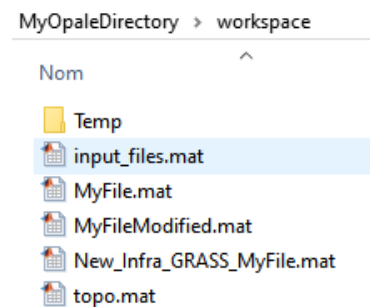 MyOpaleDirectory > workspace
Nom
Temp
input_files.mat
MyFile.mat
MyFileModified.mat
New_Infra_GRASS_MyFile.mat
topo.mat